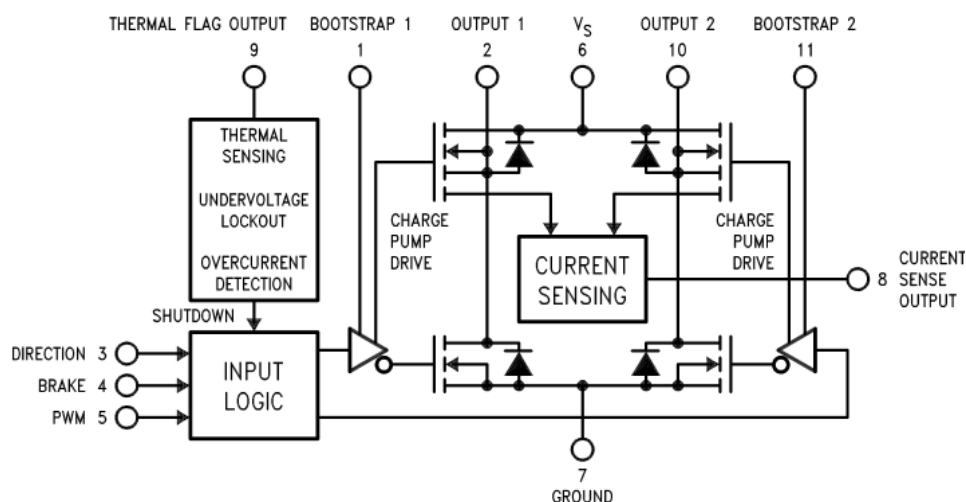 THERMAL FLAG OUTPUT
9
BOOTSTRAP 1
1
OUTPUT 1
2
VS
6
OUTPUT 2
10
BOOTSTRAP 2
11
THERMAL
SENSING
UNDERVOLTAGE
LOCKOUT
OVERCURRENT
DETECTION
CHARGE
PUMP
DRIVE
CURRENT
SENSING
CHARGE
PUMP
DRIVE
8 CURRENT
SENSE
OUTPUT
SHUTDOWN
DIRECTION 3
BRAKE 4
PWM 5
INPUT
LOGIC
7
GROUND